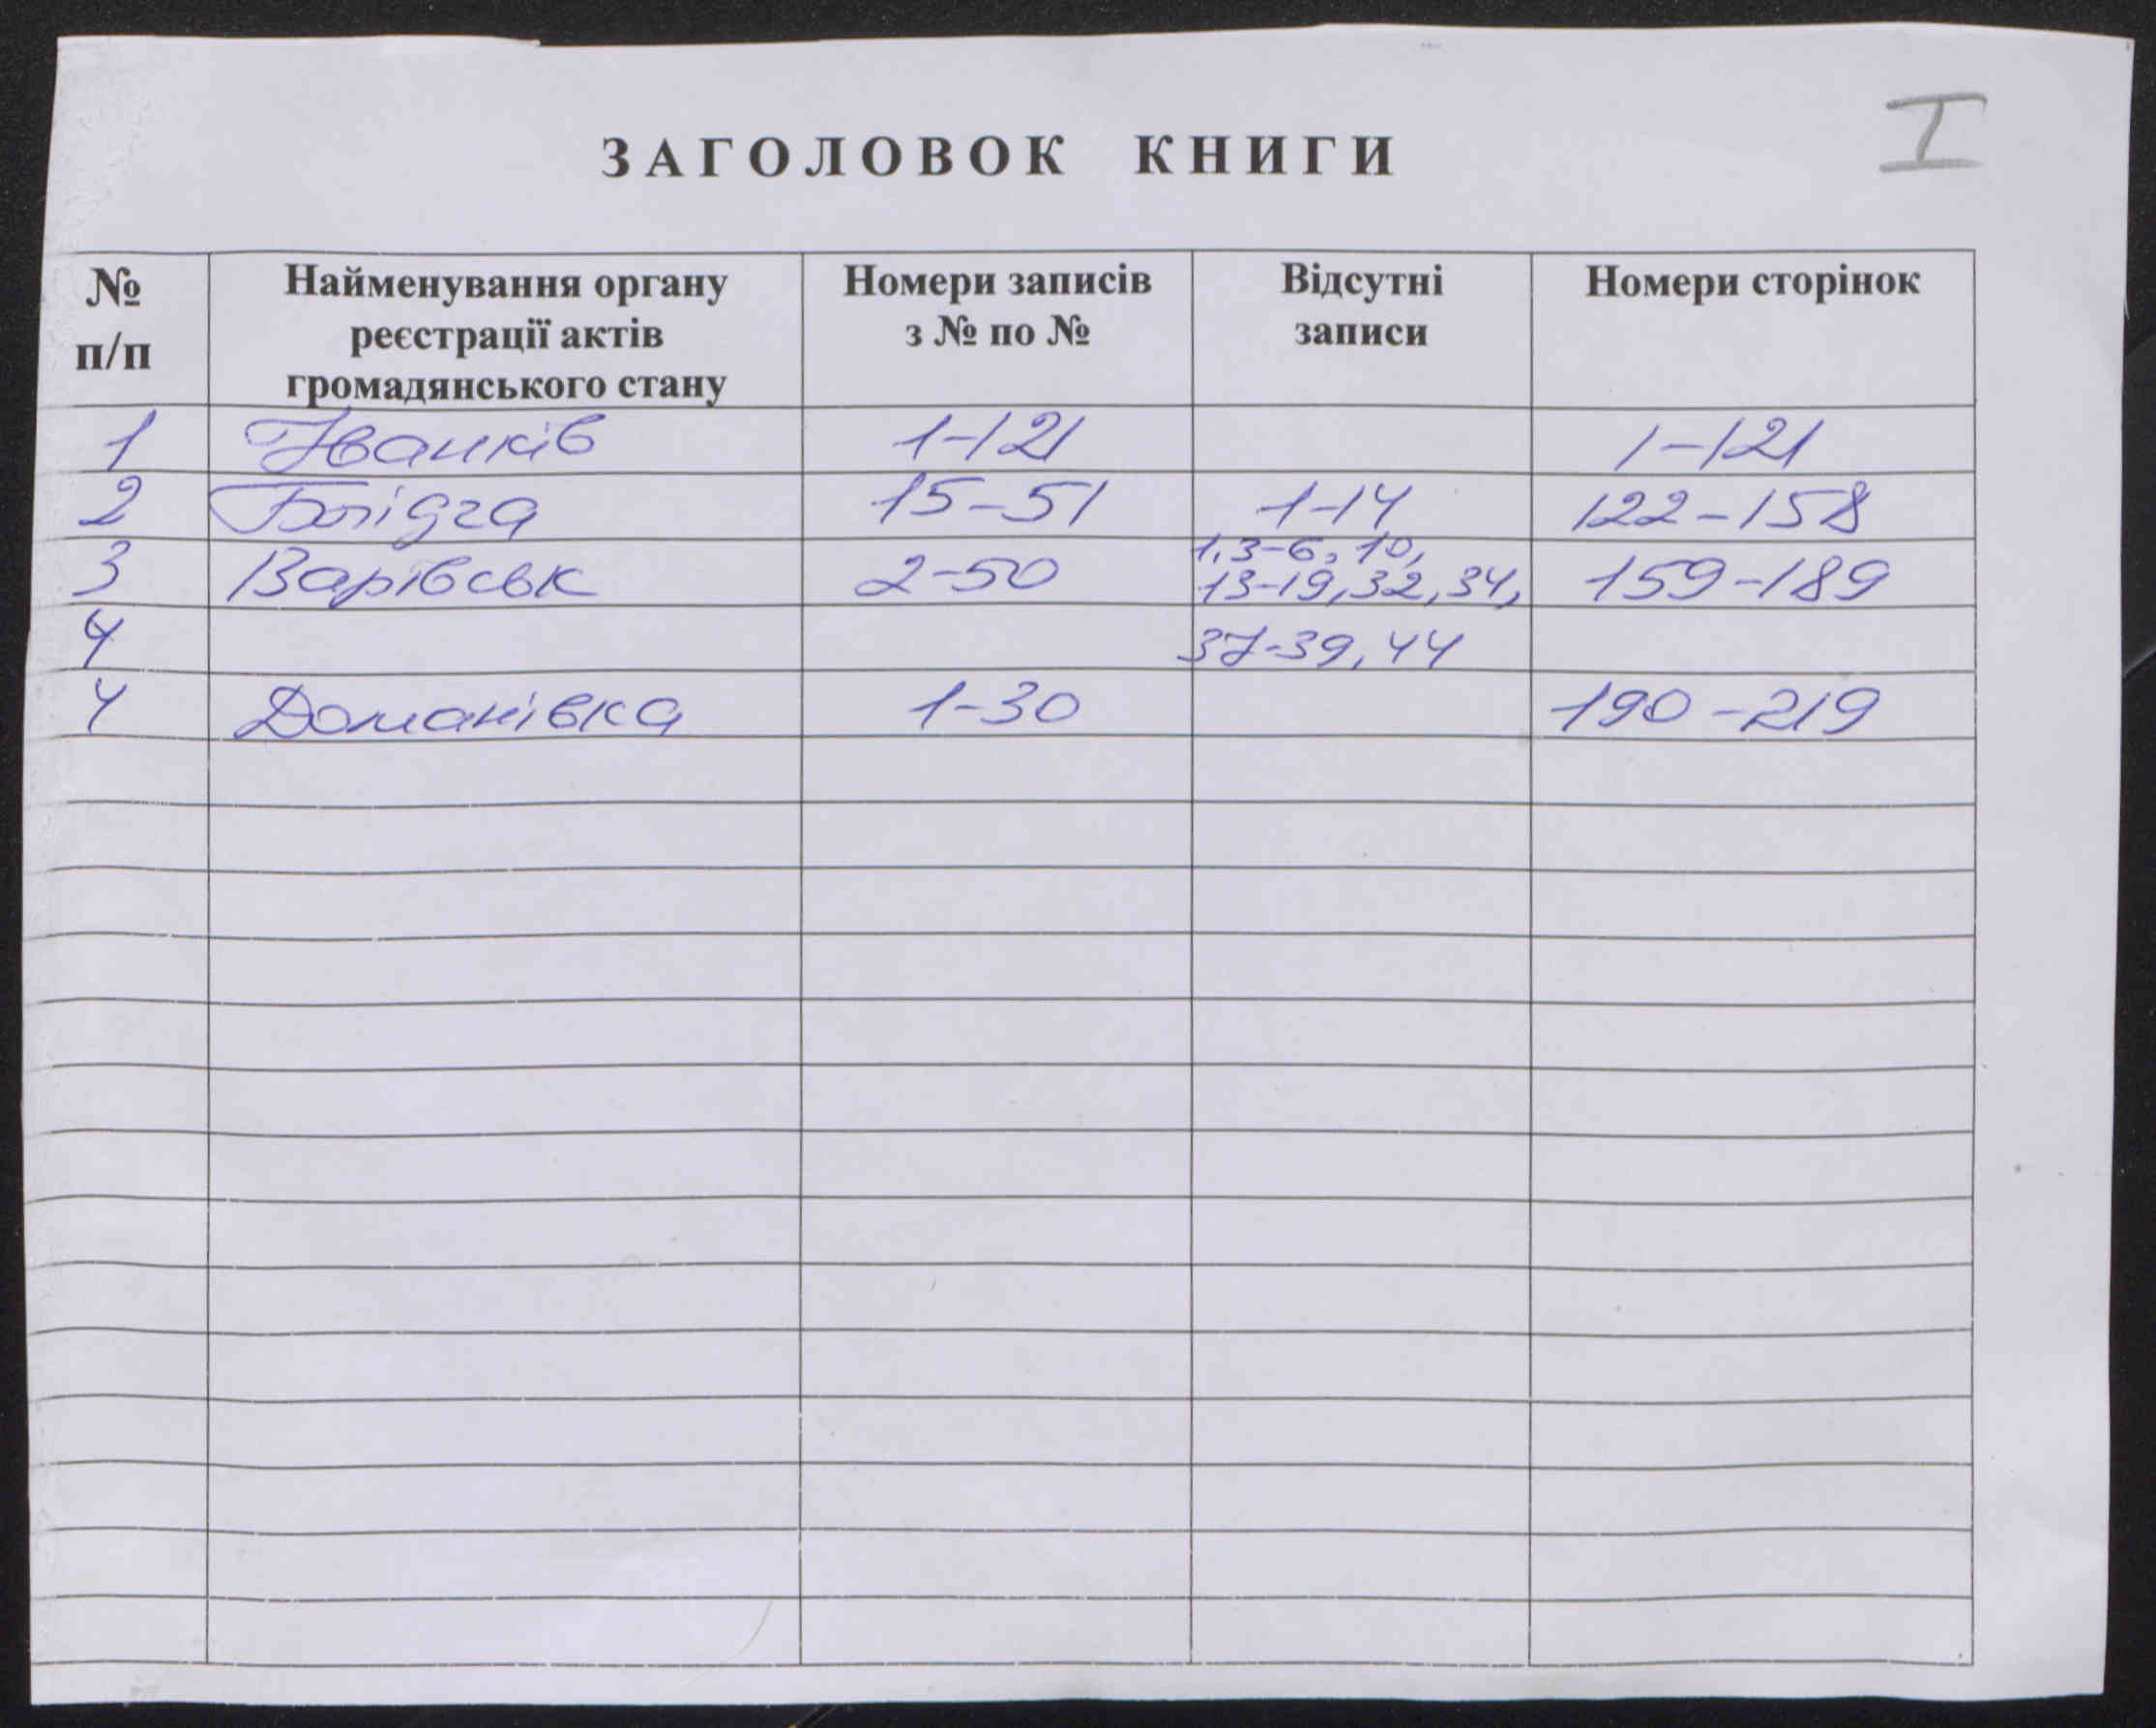 I
ЗАГОЛОВОК КНИГИ
№ п/п Найменування органу реєстрації актів громадянського стану Номери записів з № по № Відсутні записи Номери сторінок
1 Іванків 1-121 1-121
2 Блідга 15-51 1-14 122-158
3 Варівськ 2-50 1,3-6, 10, 13-19,32,34, 159-189
4 37-39,44
4 Доманівка 1-30 190-219